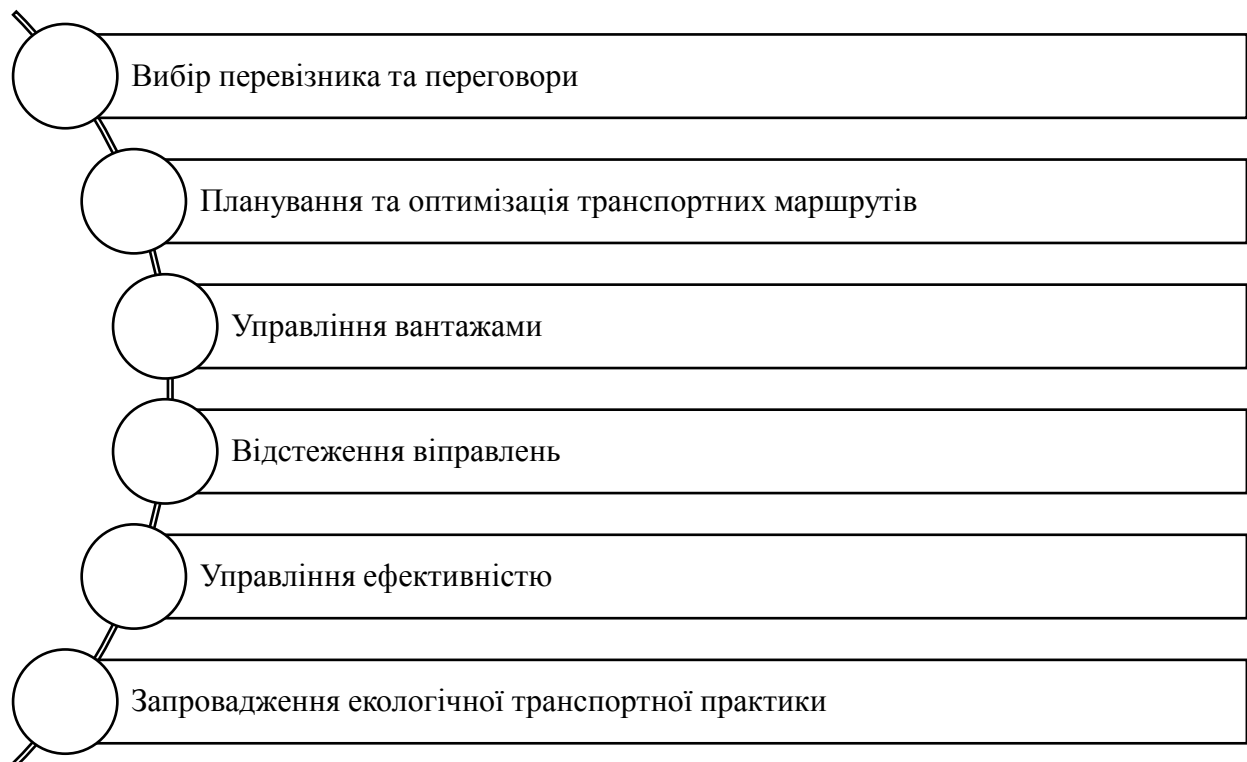 Вибір перевізника та переговори
Планування та оптимізація транспортних маршрутів
Управління вантажами
Відстеження віправлень
Управління ефективністю
Запровадження екологічної транспортної практики